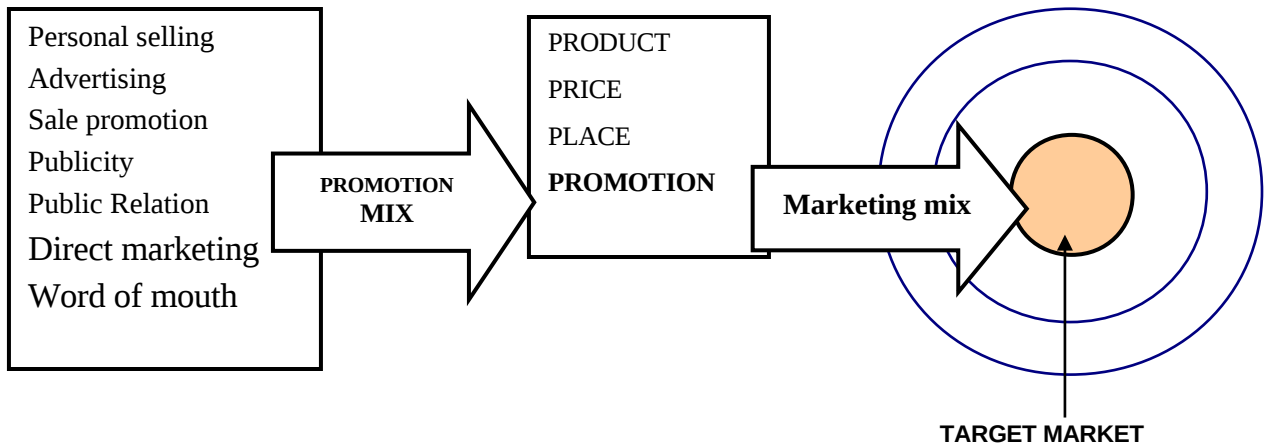 Personal selling
Advertising
Sale promotion
Publicity
Public Relation
Direct marketing
Word of mouth
PROMOTION
MIX
PRODUCT
PRICE
PLACE
PROMOTION
Marketing mix
TARGET MARKET